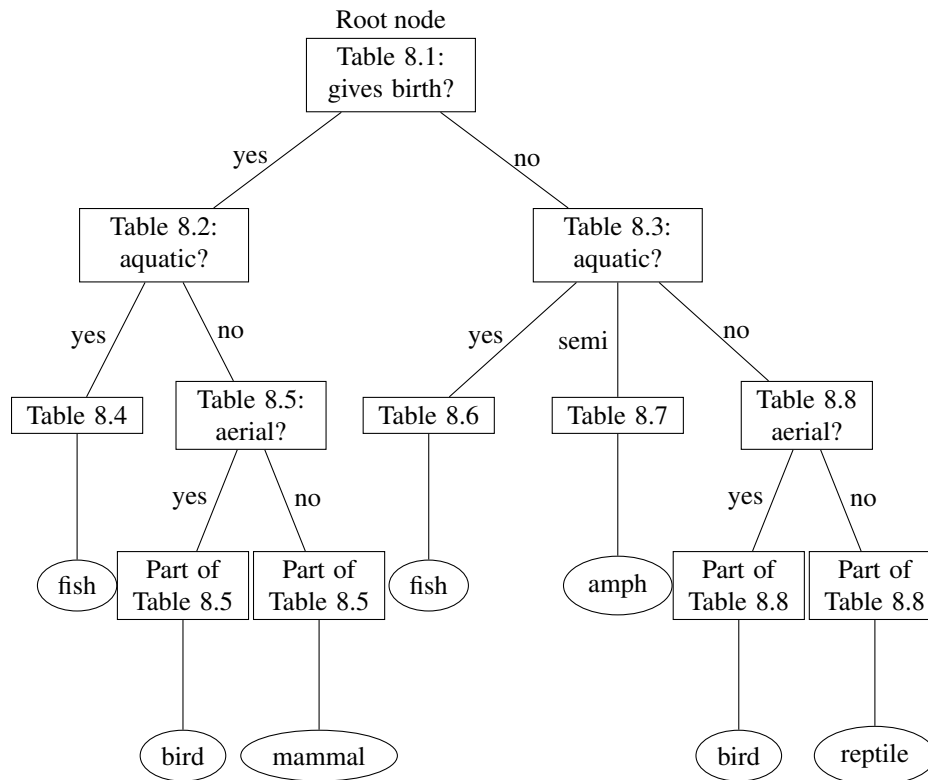 Root node
Table 8.1:
gives birth?
yes
no
Table 8.2:
aquatic?
Table 8.3:
aquatic?
yes
no
yes
semi
no
Table 8.4
Table 8.5:
aerial?
Table 8.6
Table 8.7
Table 8.8
aerial?
yes
no
yes
no
fish
Part of
Table 8.5
Part of
Table 8.5
fish
amph
Part of
Table 8.8
Part of
Table 8.8
bird
mammal
bird
reptile